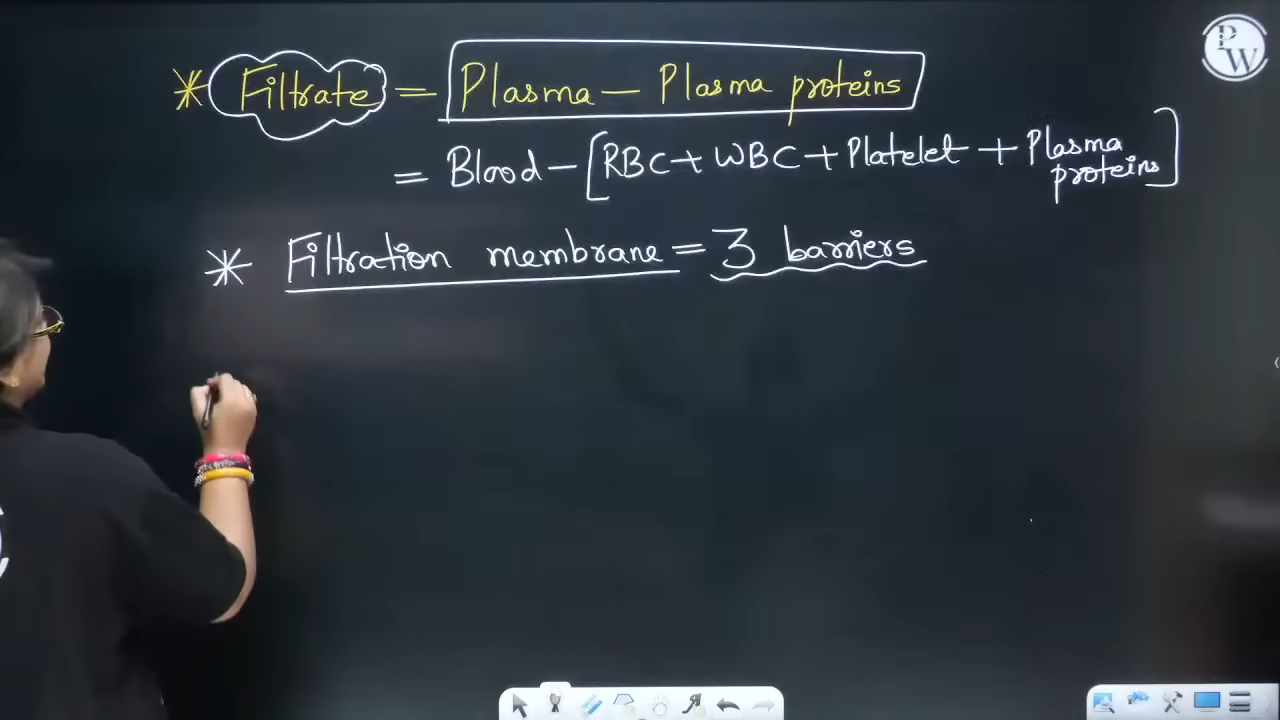 * Filtrate = Plasma — Plasma proteins
= Blood — [RBC + WBC + Platelet + Plasma proteins]
* Filtration membrane = 3 barriers
PW